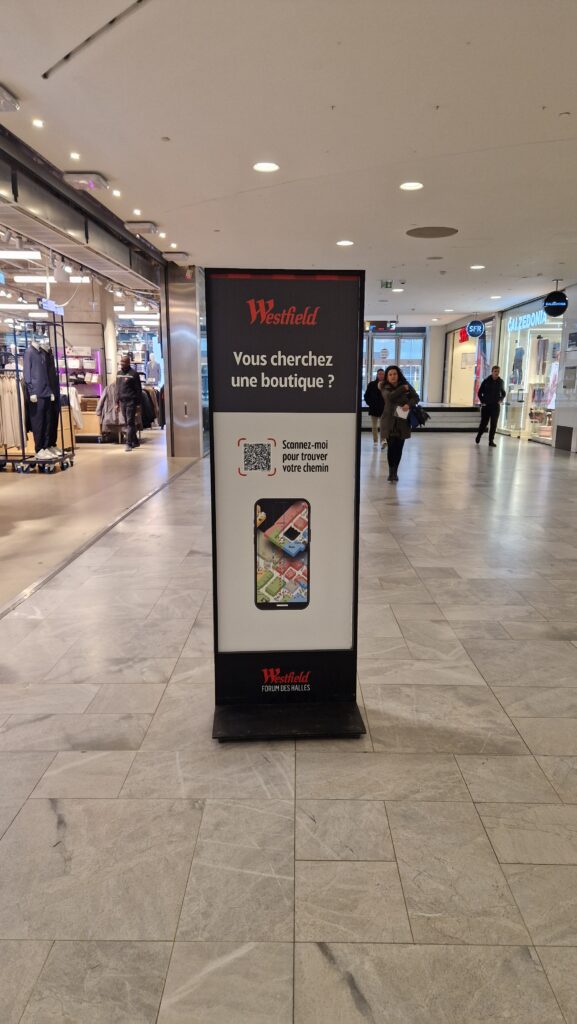 Westfield
Vous cherchez
une boutique ?
Scannez-moi
pour trouver
votre chemin
Westfield
FORUM DES HALLES
SFR
CALZEDONIA